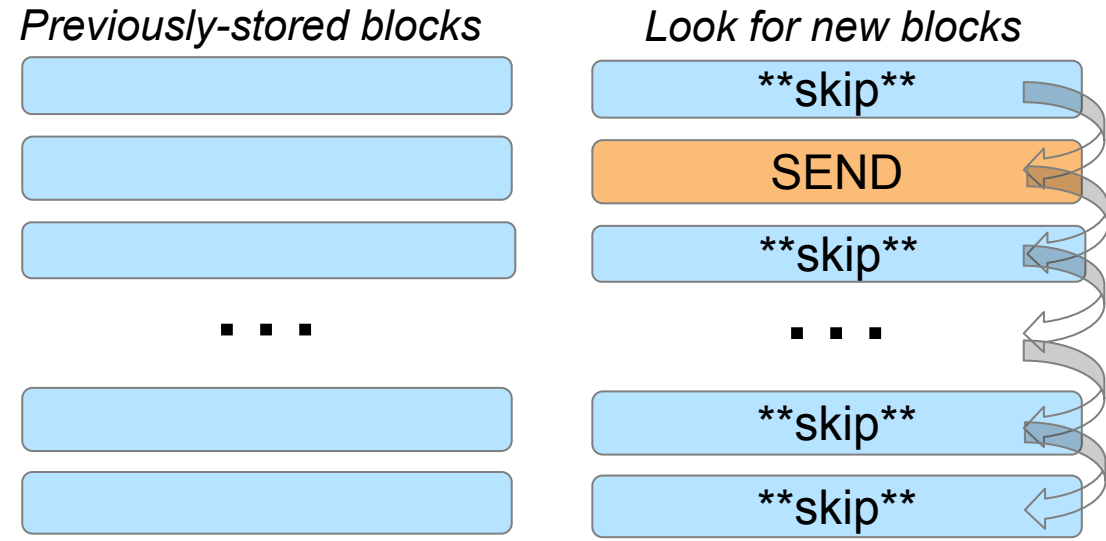 Previously-stored blocks
Look for new blocks
**skip**
SEND
**skip**
. . .
. . .
**skip**
**skip**